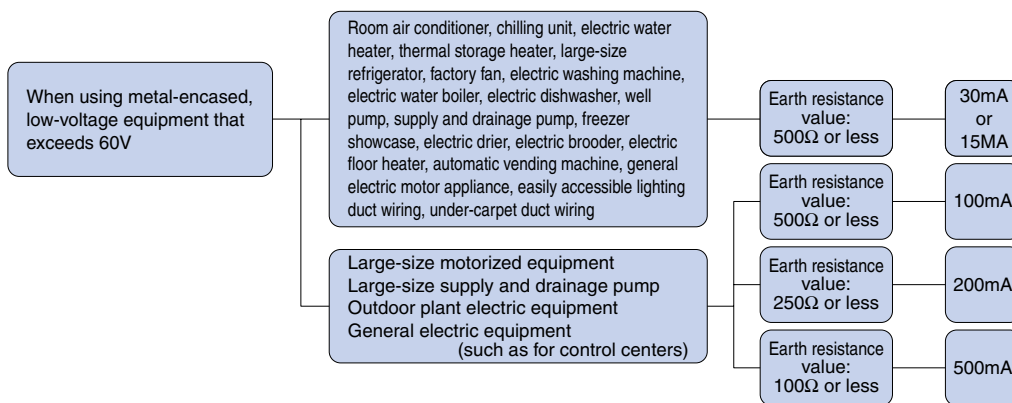 When using metal-encased,
low-voltage equipment that
exceeds 60V
Room air conditioner, chilling unit, electric water
heater, thermal storage heater, large-size
refrigerator, factory fan, electric washing machine,
electric water boiler, electric dishwasher, well
pump, supply and drainage pump, freezer
showcase, electric drier, electric brooder, electric
floor heater, automatic vending machine, general
electric motor appliance, easily accessible lighting
duct wiring, under-carpet duct wiring
Earth resistance
value:
500Ω or less
30mA
or
15MA
Large-size motorized equipment
Large-size supply and drainage pump
Outdoor plant electric equipment
General electric equipment
(such as for control centers)
Earth resistance
value:
500Ω or less
100mA
Earth resistance
value:
250Ω or less
200mA
Earth resistance
value:
100Ω or less
500mA